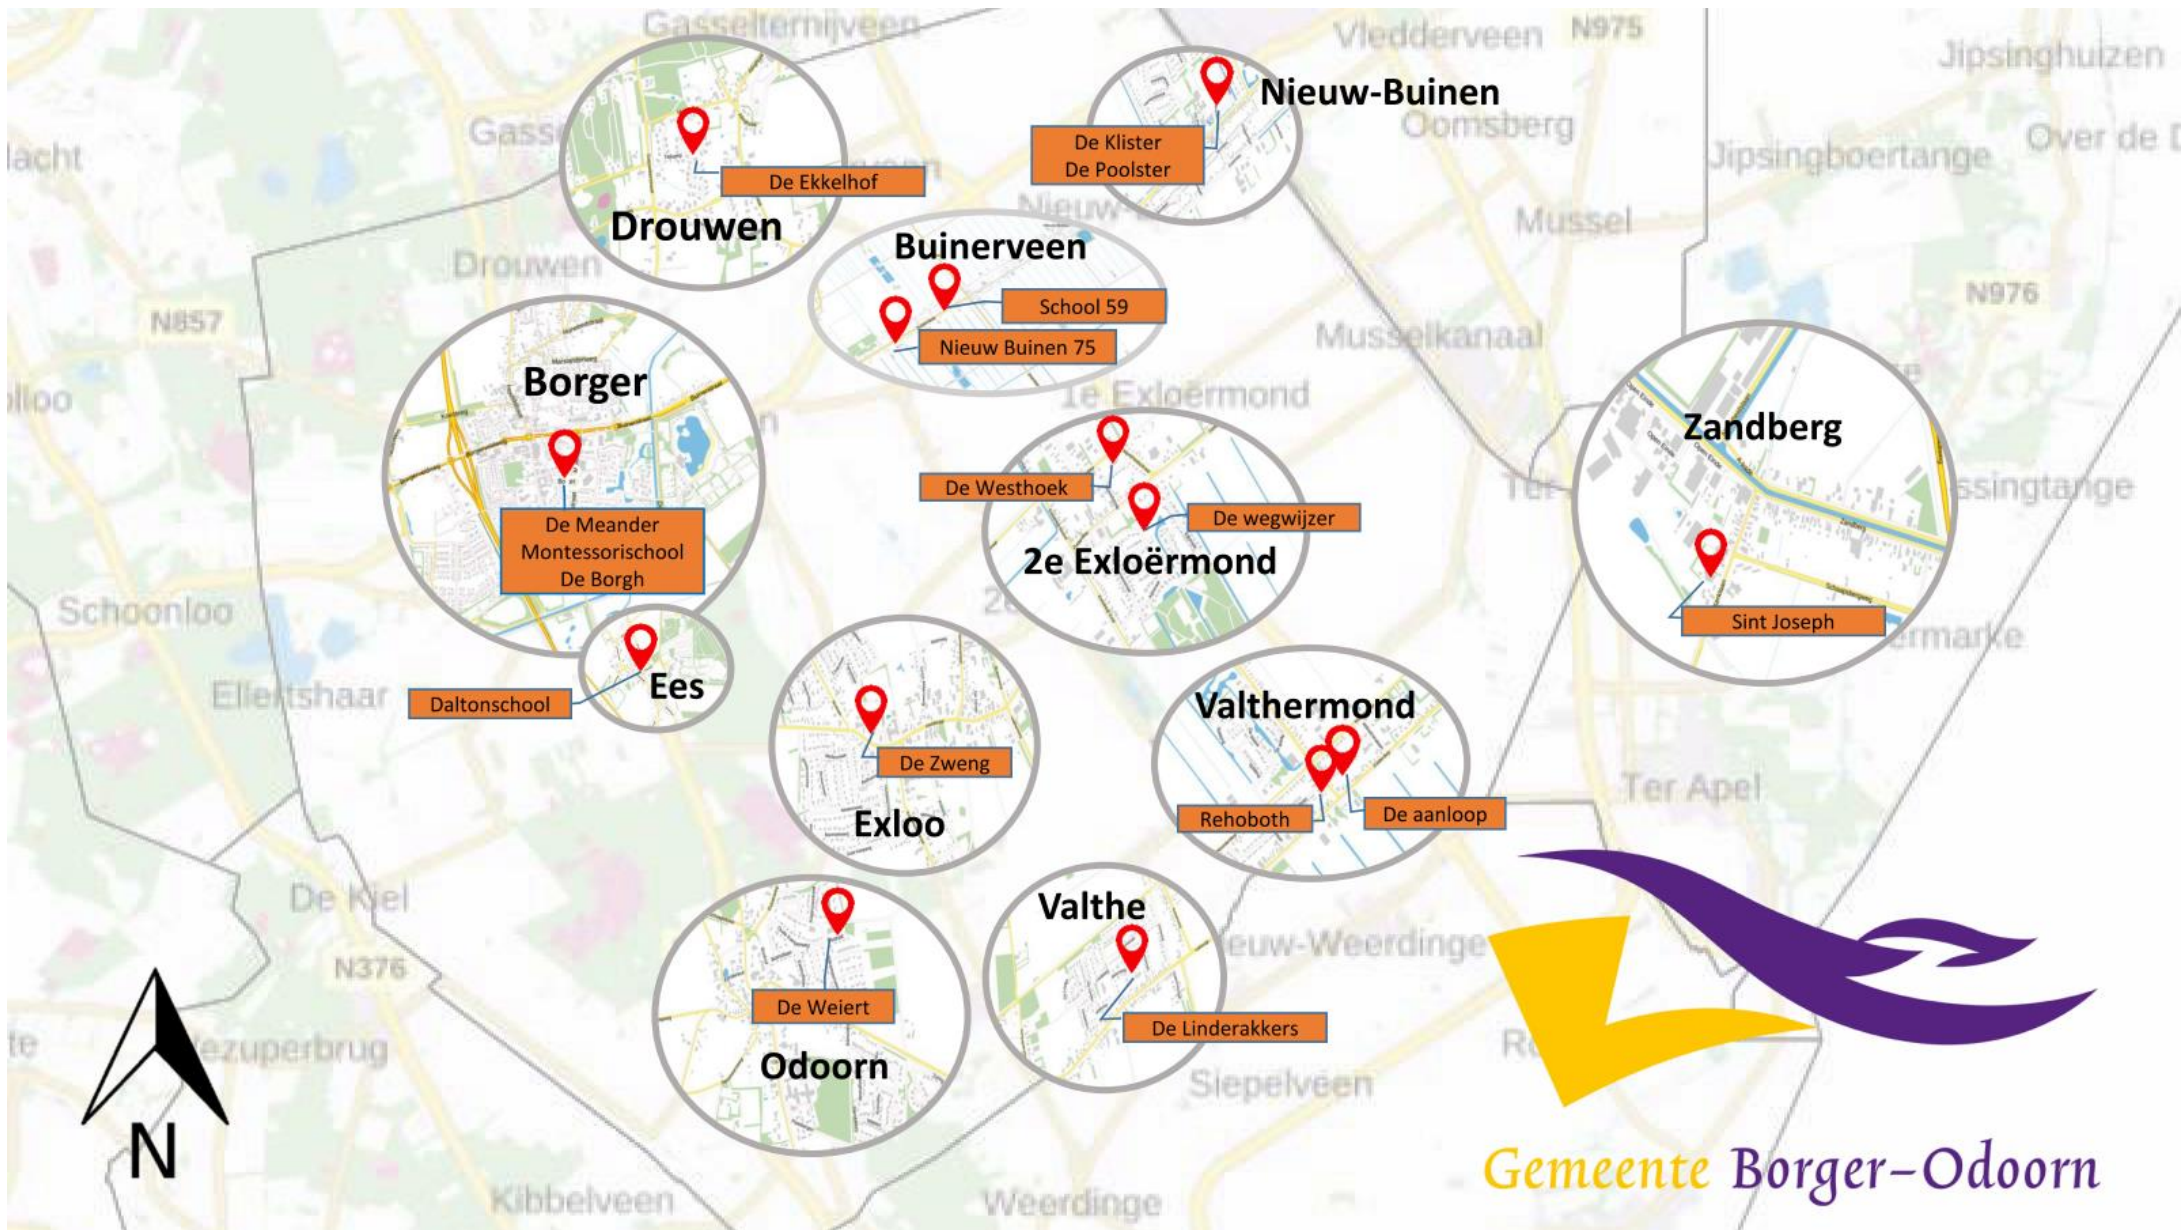 Gasselternijveen
Vledderveen
N975
Jipsinghuizen
Nieuw-Buinen
Oomsberg
Over de
Jipsingboertange
De Klister
De Poolster
De Ekkelhof
Drouwen
Drouwen
Mussel
Buinerveen
School 59
Nieuw Buinen 75
N976
N857
Musselkanaal
Borger
1e Exloërmond
Zandberg
De Westhoek
De wegwijzer
2e Exloërmond
De Meander
Montessorischool
De Borgh
Sint Joseph
Schoonloo
Ellertshaar
Daltonschool
Ees
Valthermond
De Zweng
Exloo
Rehoboth
De aanloop
Ter Apel
De Kiel
N376
Valthe
De Linderakkers
De Weiert
Odoorn
Siepelveen
N
Kibbelveen
Weerdinge
Gemeente Borger-Odoorn